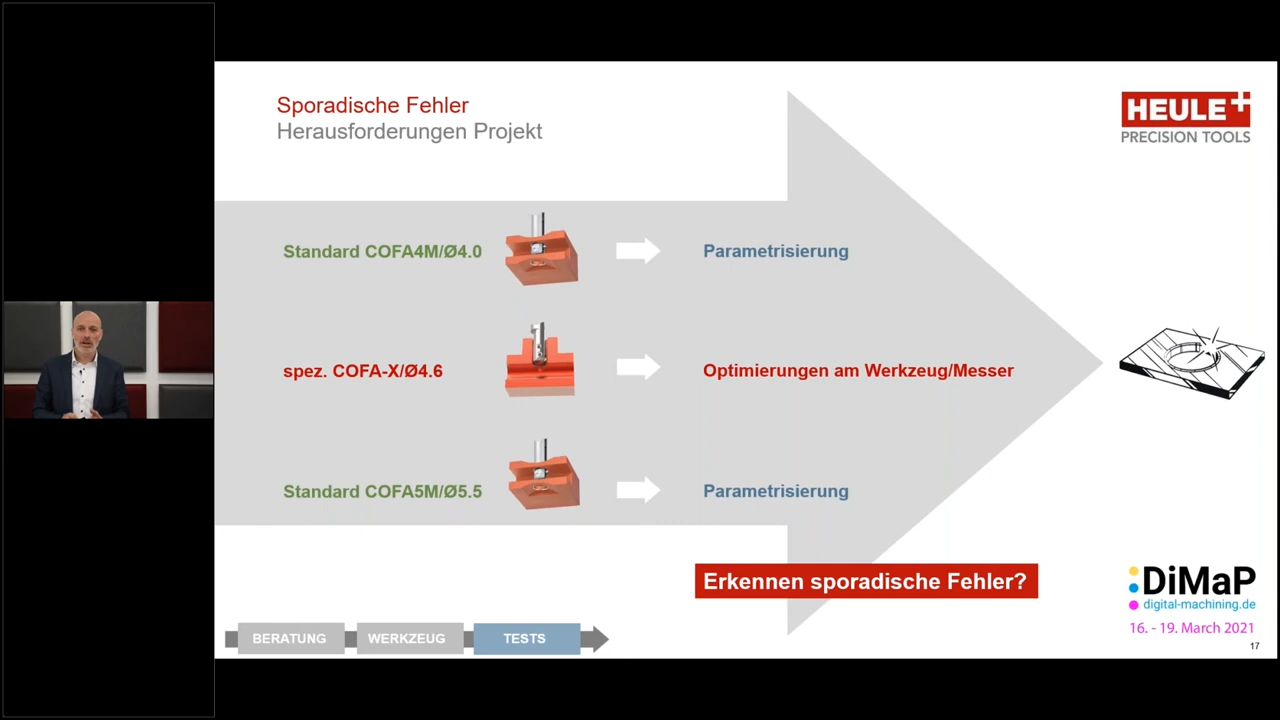 Sporadische Fehler
Herausforderungen Projekt
HEULE
PRECISION TOOLS
Standard COFA4M/Ø4.0
Parametrisierung
spez. COFA-X/Ø4.6
Optimierungen am Werkzeug/Messer
Standard COFA5M/Ø5.5
Parametrisierung
Erkennen sporadische Fehler?
DiMaP
digital-machining.de
16. - 19. March 2021
BERATUNG
WERKZEUG
TESTS
17